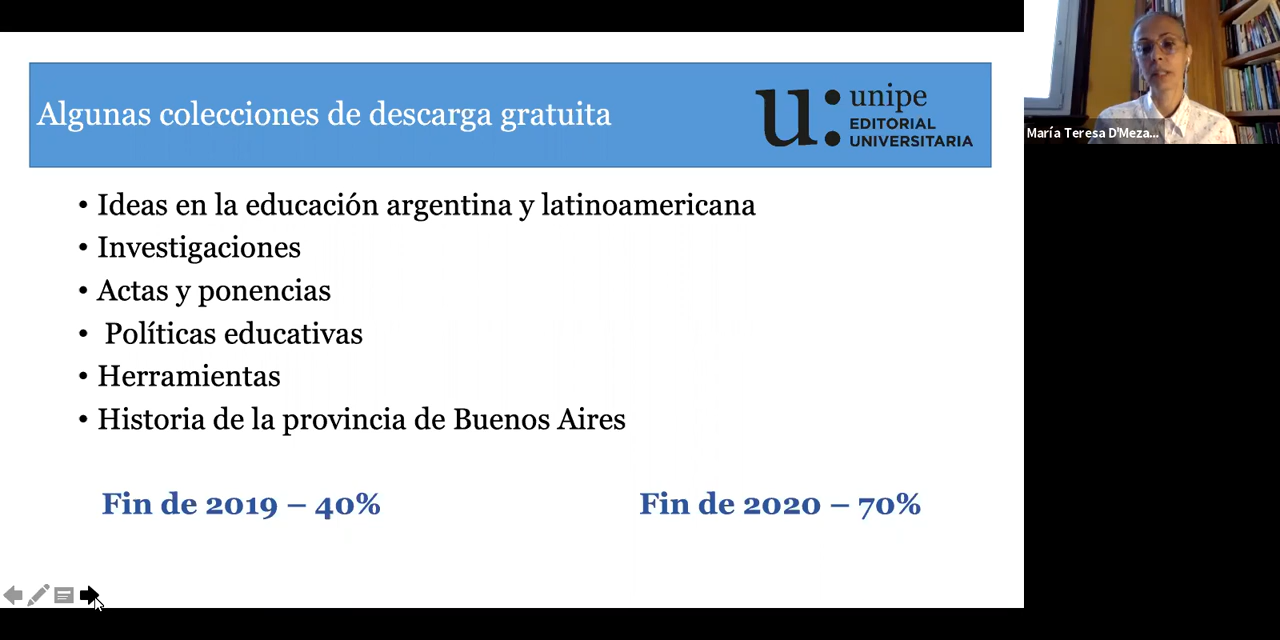 Algunas colecciones de descarga gratuita
u: unipe
EDITORIAL
UNIVERSITARIA
• Ideas en la educación argentina y latinoamericana
• Investigaciones
• Actas y ponencias
• Políticas educativas
• Herramientas
• Historia de la provincia de Buenos Aires
Fin de 2019 – 40%
Fin de 2020 – 70%
María Teresa D'Meza...